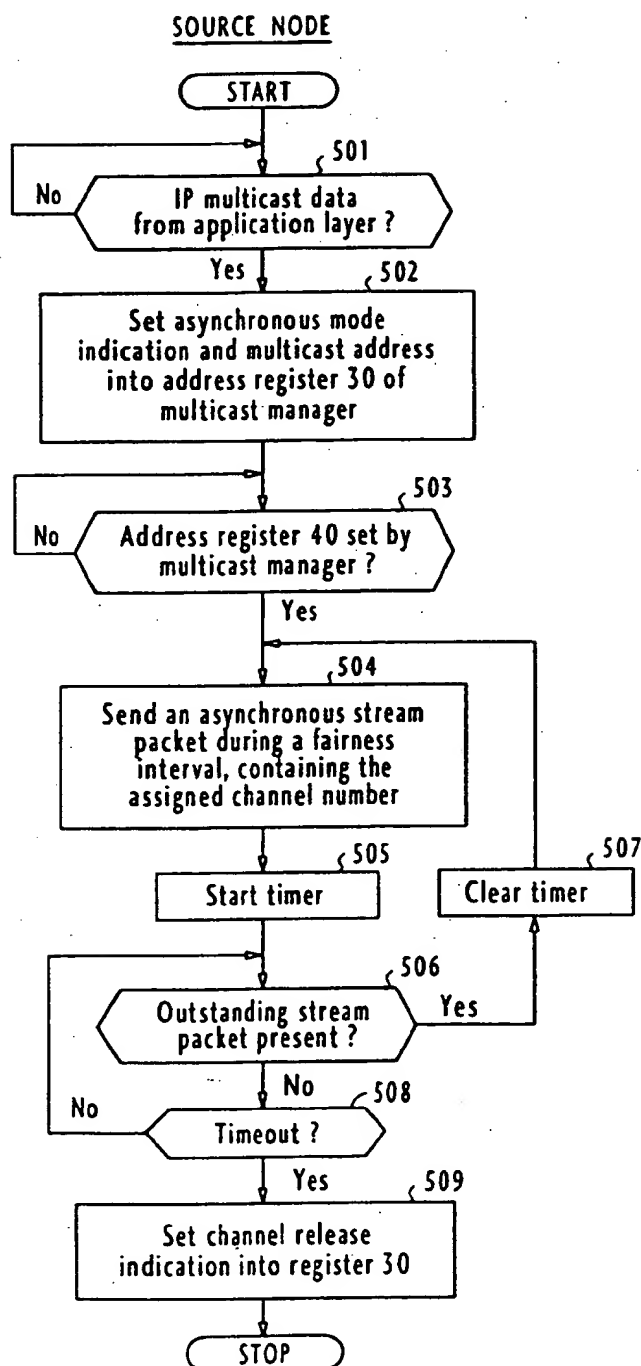 SOURCE NODE
START
501
IP multicast data
from application layer ?
No
Yes
502
Set asynchronous mode
indication and multicast address
into address register 30 of
multicast manager
503
Address register 40 set by
multicast manager ?
No
Yes
504
Send an asynchronous stream
packet during a fairness
interval, containing the
assigned channel number
505
Start timer
507
Clear timer
506
Outstanding stream
packet present ?
Yes
No
508
Timeout ?
No
Yes
509
Set channel release
indication into register 30
STOP